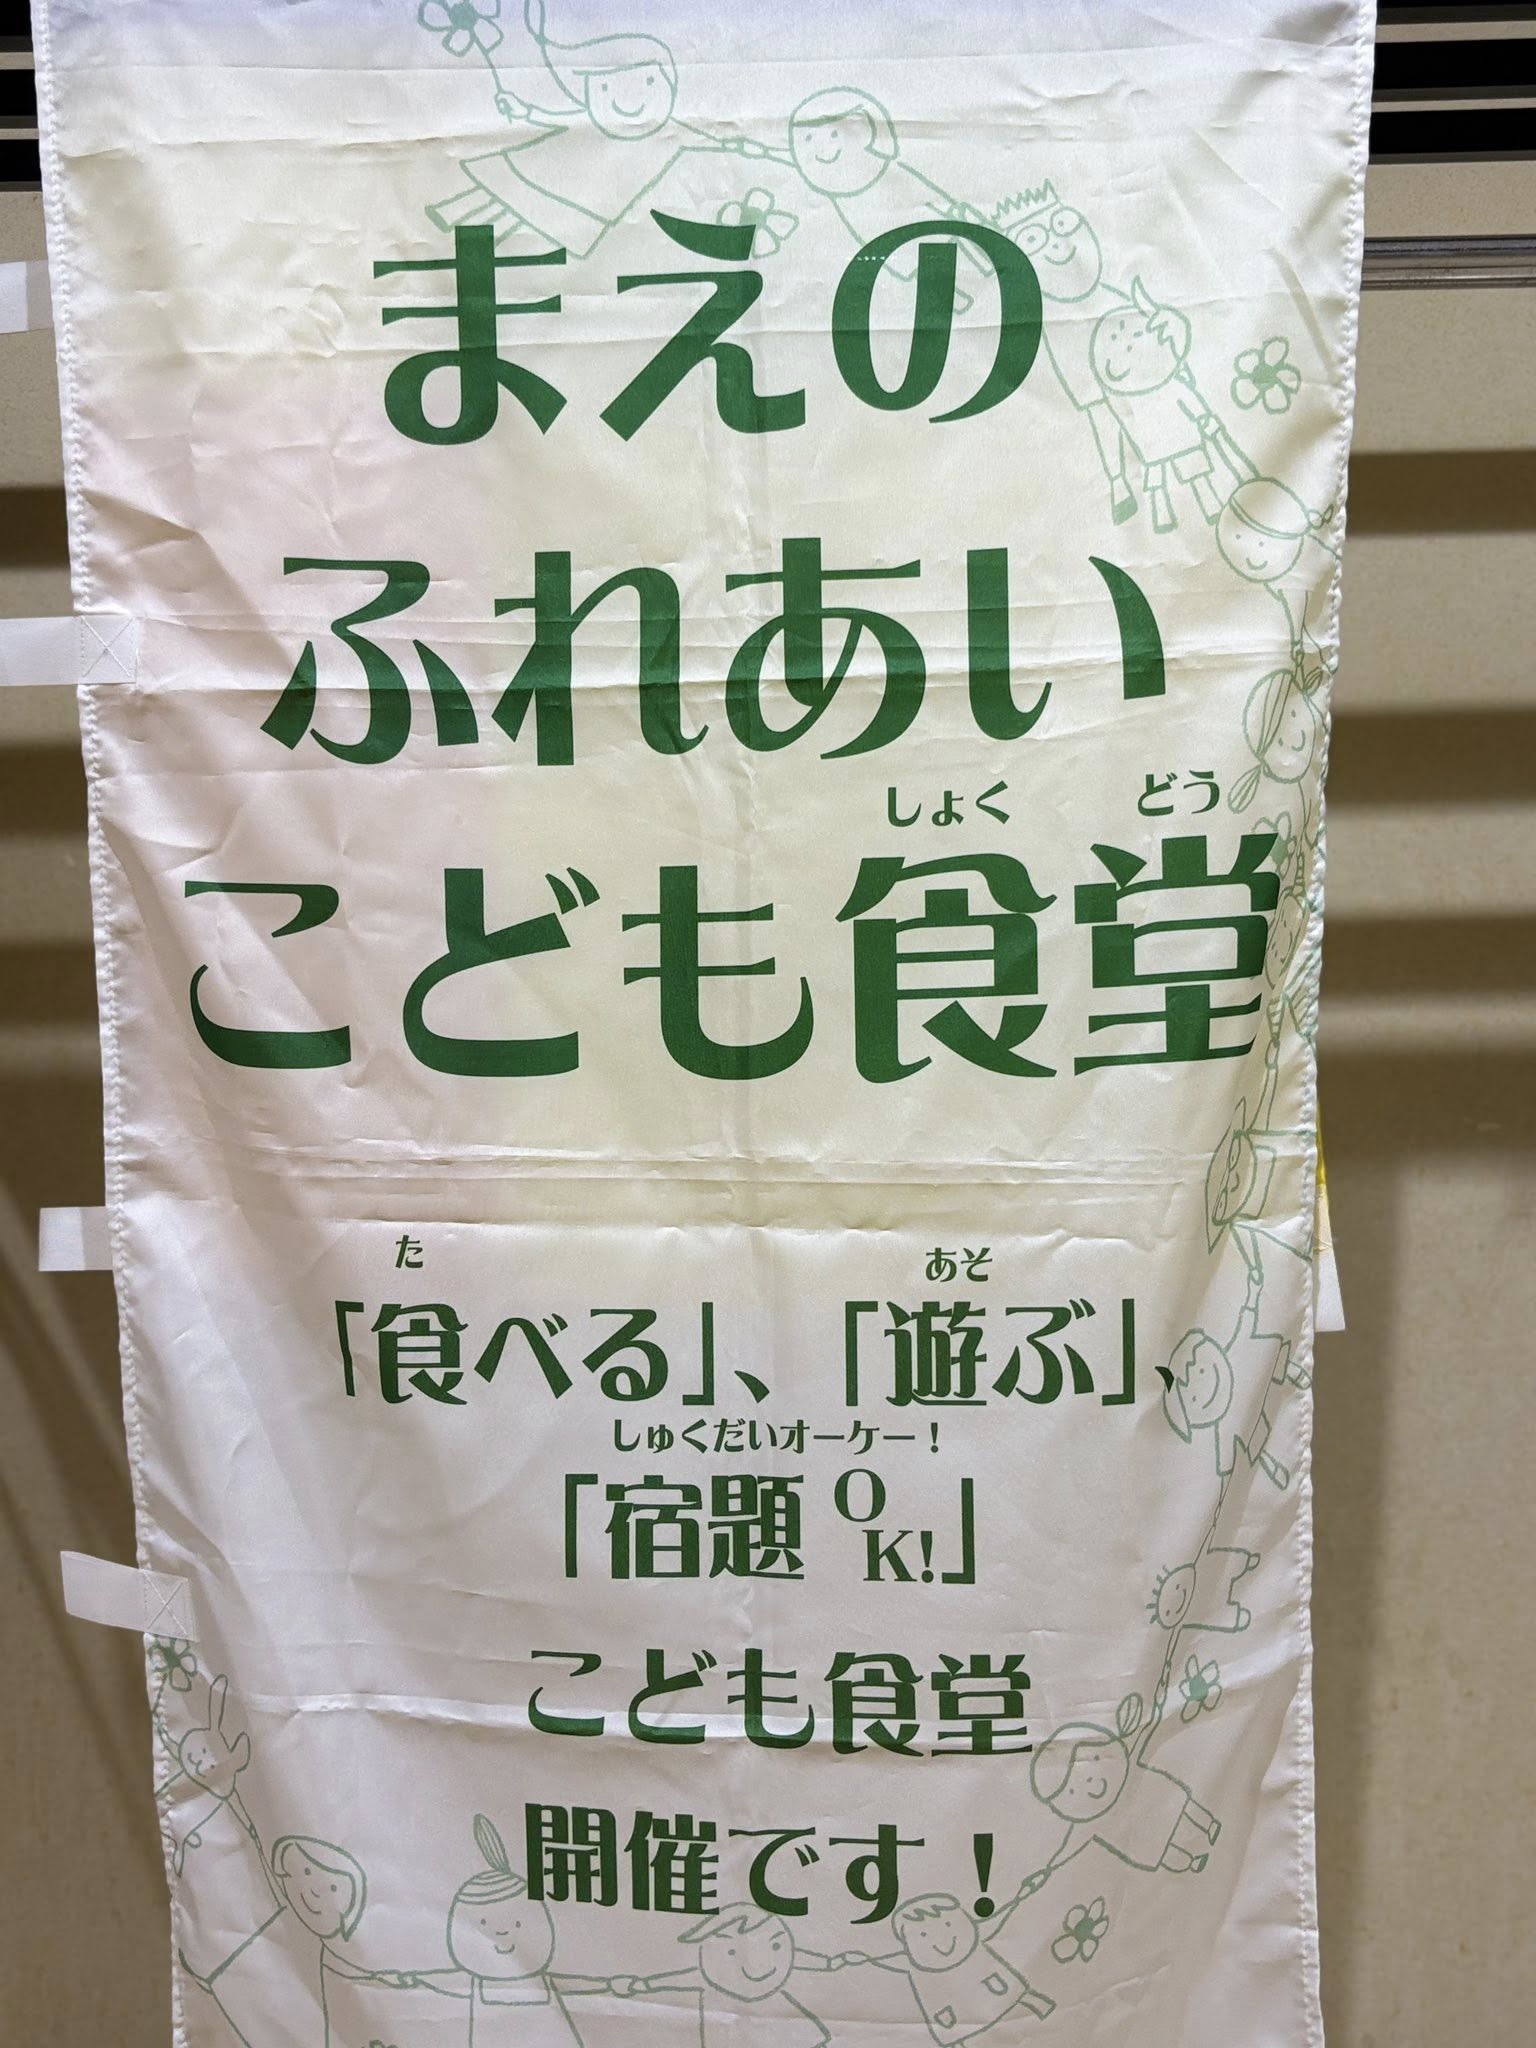 まえの
ふれあい
しょく どう
こども食堂
た あそ
「食べる」、「遊ぶ」、
しゅくだいオーケー！
「宿題OK!」
こども食堂
開催です！